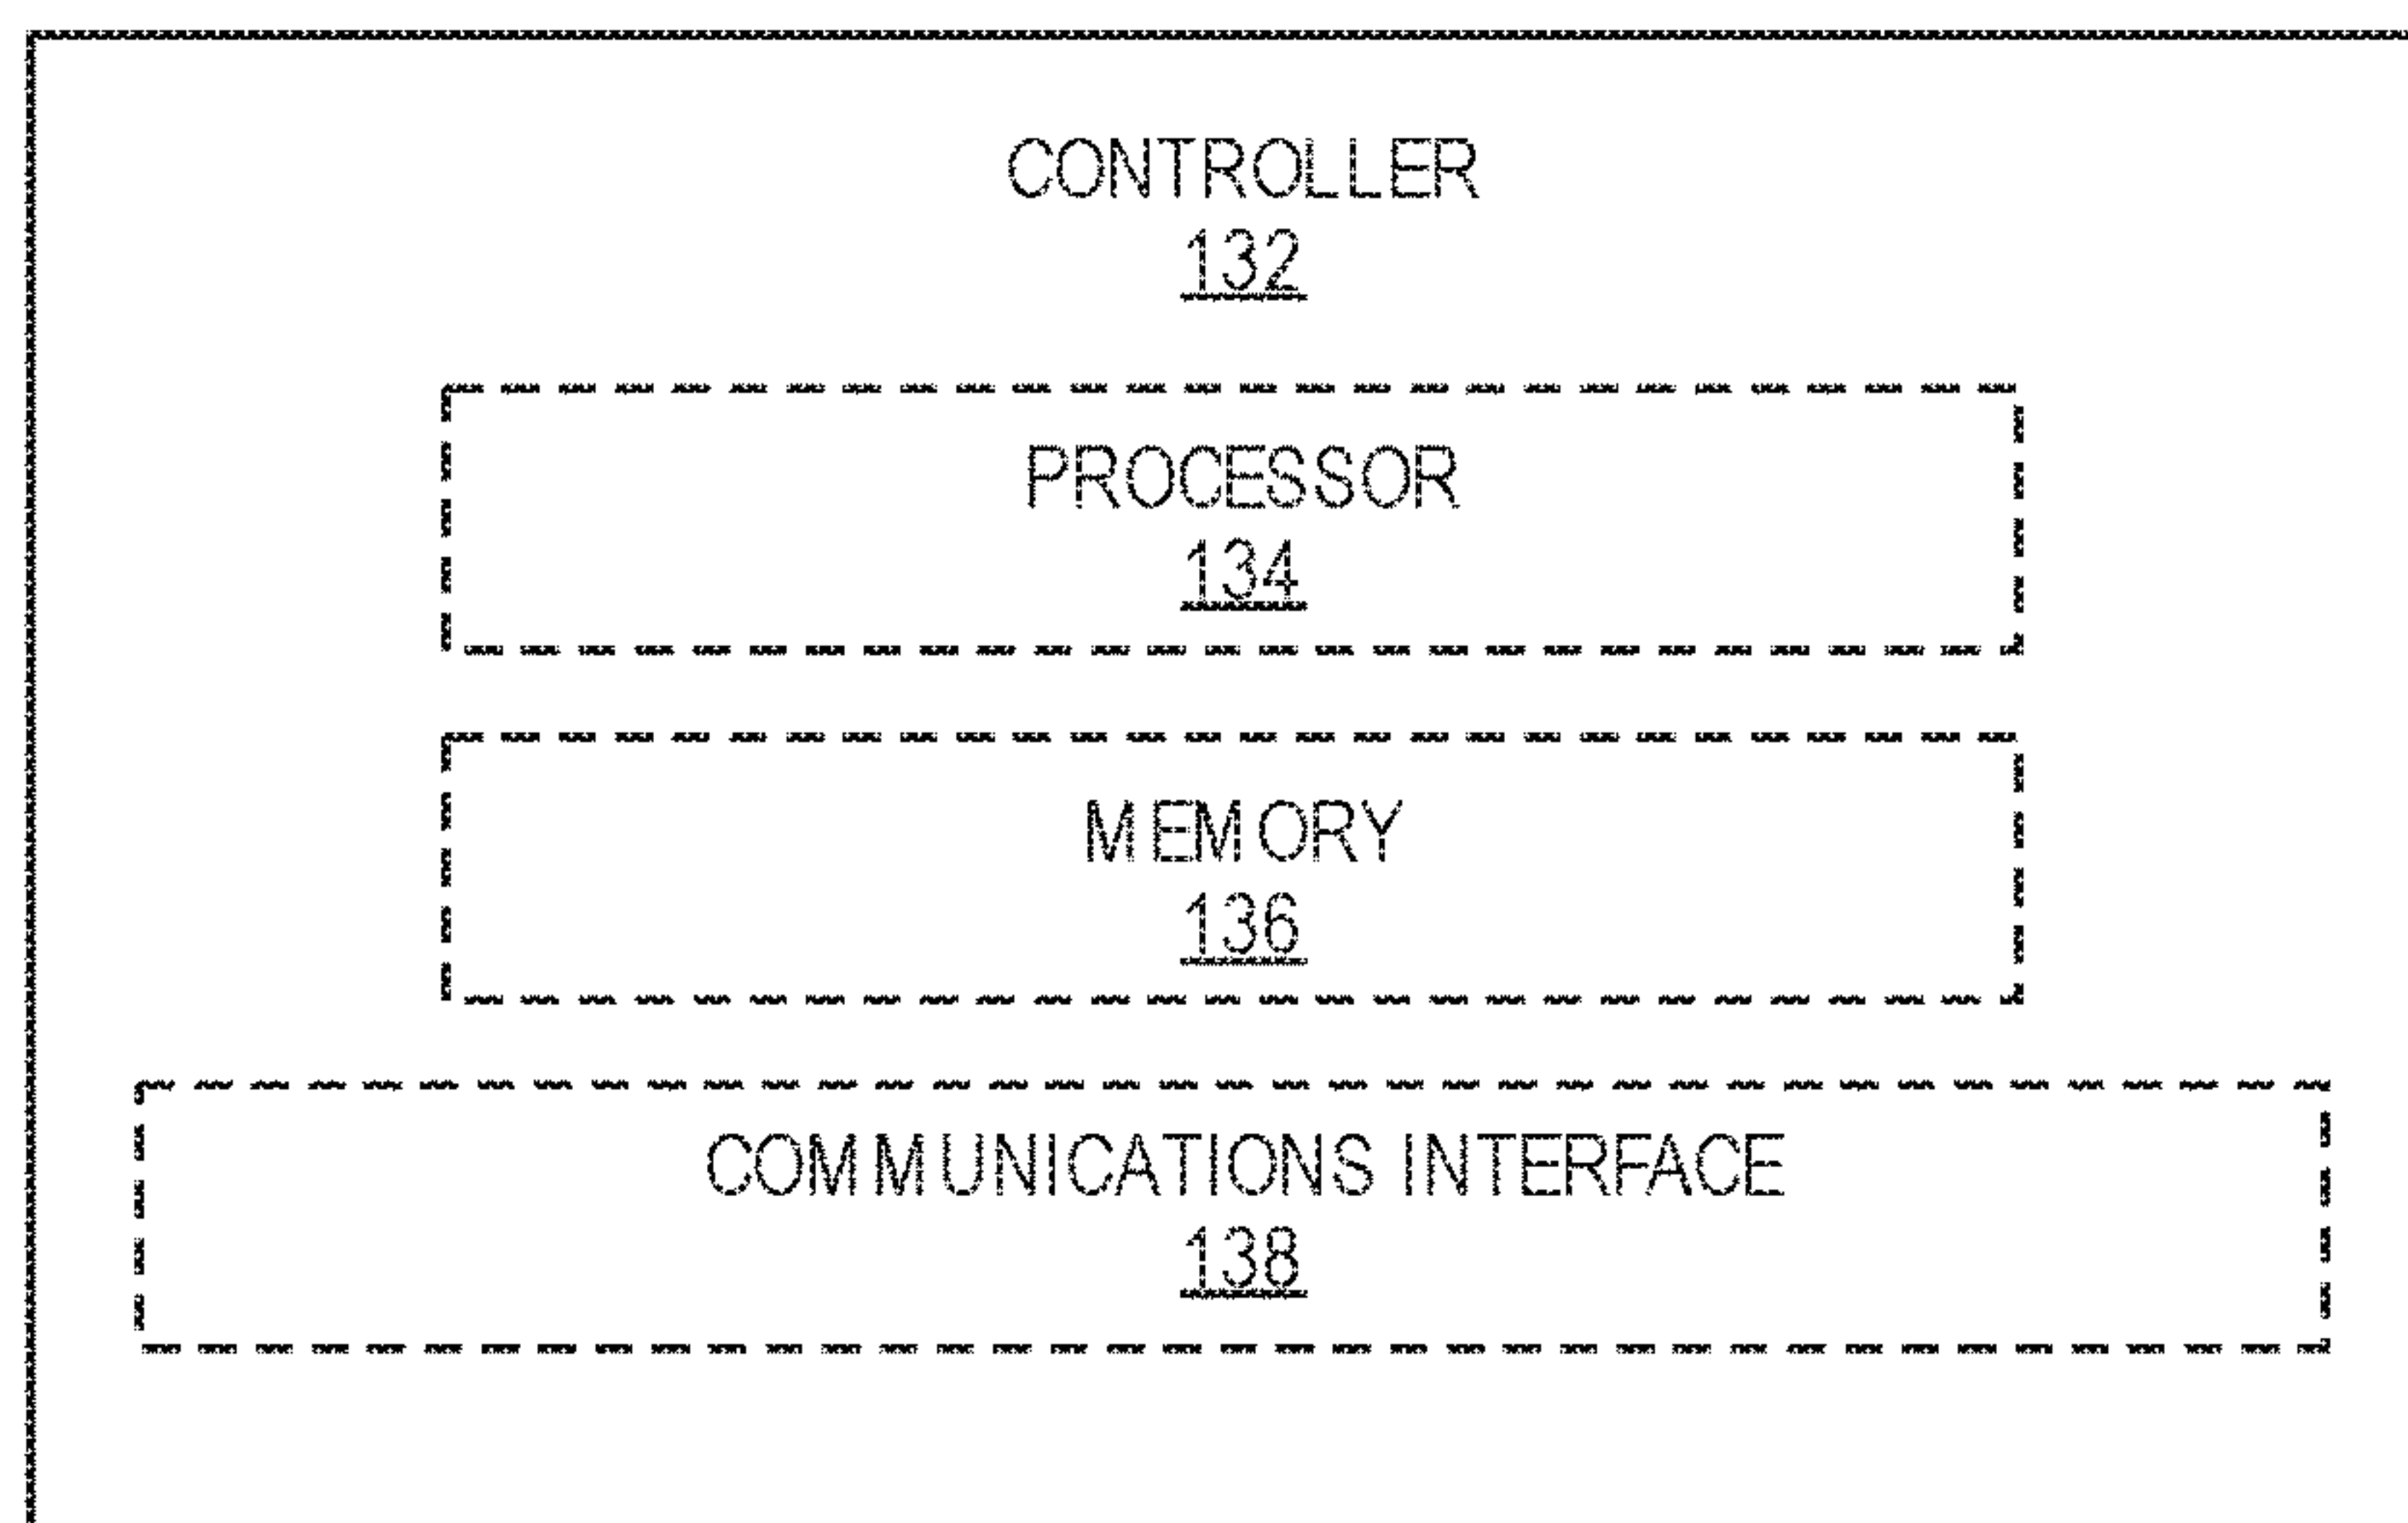 CONTROLLER
132
PROCESSOR
134
MEMORY
136
COMMUNICATIONS INTERFACE
138